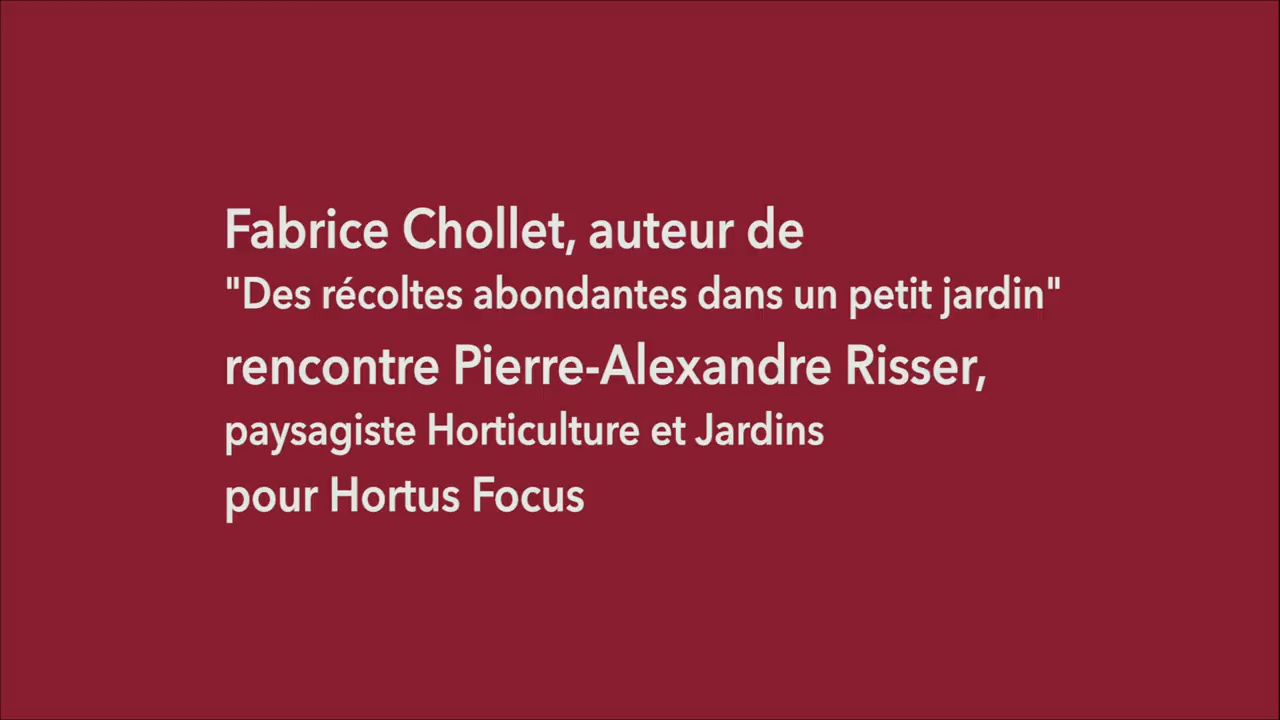 Fabrice Chollet, auteur de
"Des récoltes abondantes dans un petit jardin"
rencontre Pierre-Alexandre Risser,
paysagiste Horticulture et Jardins
pour Hortus Focus